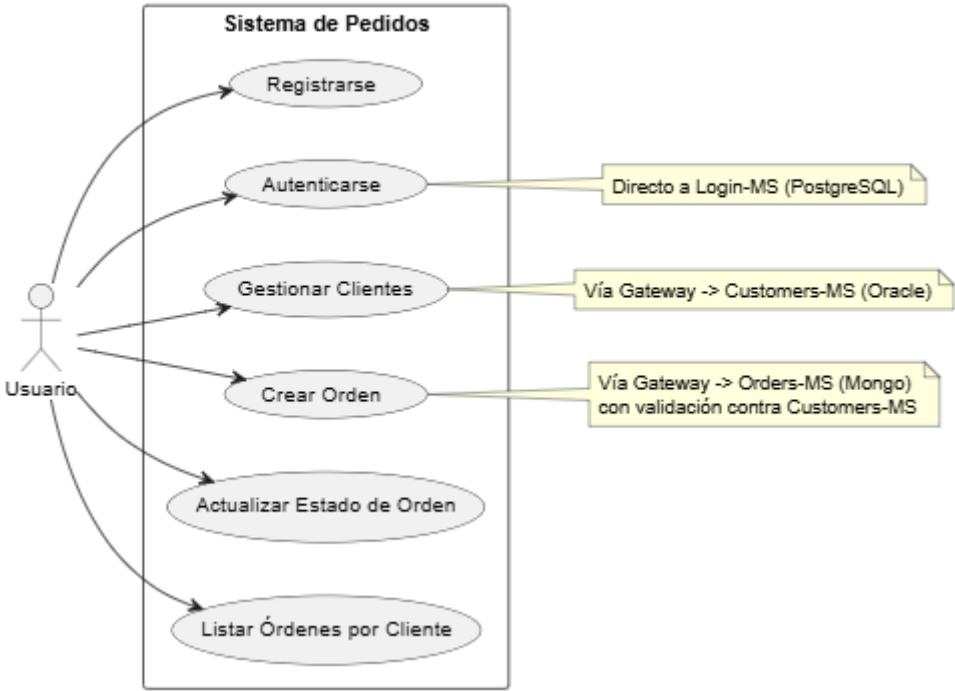 Sistema de Pedidos
Registrarse
Autenticarse
Directo a Login-MS (PostgreSQL)
Gestionar Clientes
Vía Gateway -> Customers-MS (Oracle)
Usuario
Crear Orden
Vía Gateway -> Orders-MS (Mongo)
con validación contra Customers-MS
Actualizar Estado de Orden
Listar Órdenes por Cliente